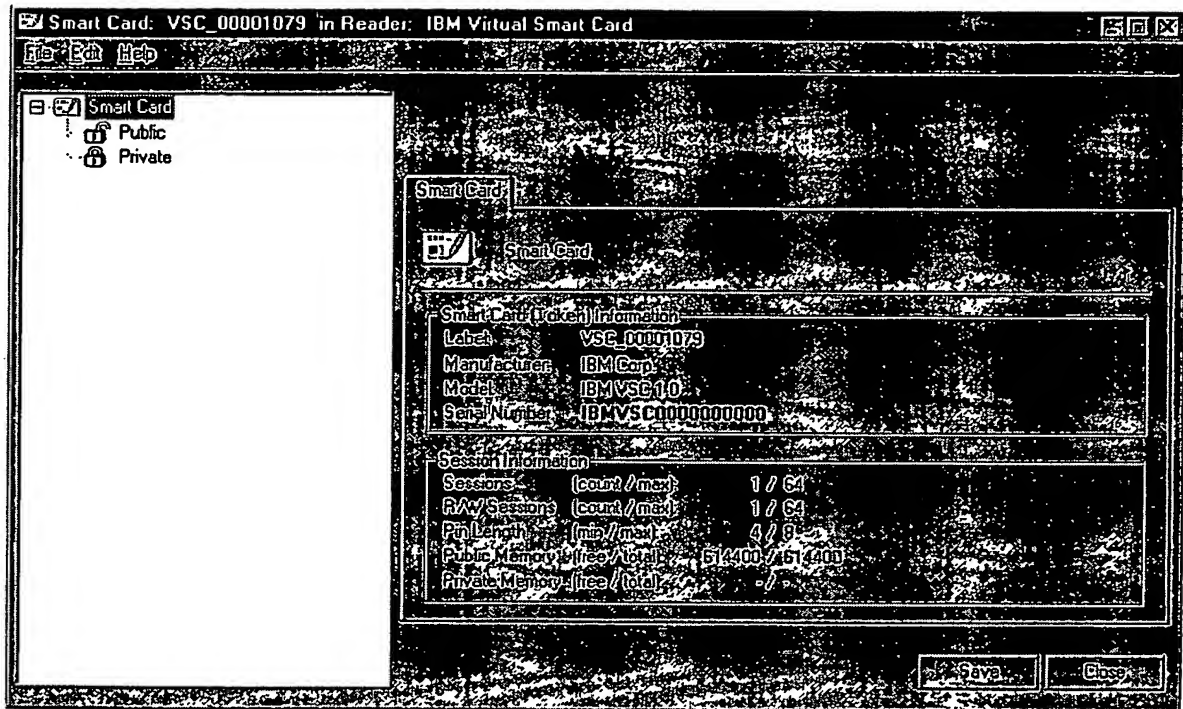 Smart Card: VSC_00001079 in Reader: IBM Virtual Smart Card
File Edit Help
Smart Card
Public
Private
Smart Card
Smart Card
Smart Card (Token) Information
Label: VSC_00001079
Manufacturer: IBM Corp.
Model: IBM VSC 1.0
Serial Number: IBMVSC0000000000
Session Information
Sessions (count / max): 1 / 64
R/W Sessions (count / max): 1 / 64
Pin Length (min / max): 4 / 8
Public Memory (free / total): 614400 / 614400
Private Memory (free / total): - / -
Save Close